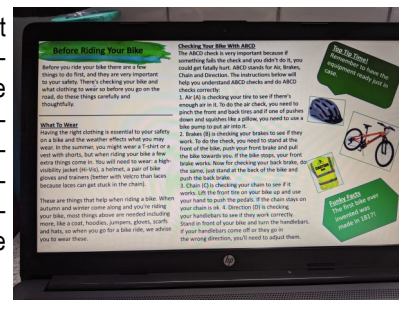 t
-
e
-
-
-
-
e
Before Riding Your Bike
Before you ride your bike there are a few
things to do first, and they are very important
to your safety. There's checking your bike and
what clothing to wear so before you go on the
road, do these things carefully and
thoughtfully.
What To Wear
Having the right clothing is essential to your safety
on a bike and the weather effects what you may
wear. In the summer, you might wear a T-shirt or a
vest with shorts, but when riding your bike a few
extra things come in. You will need to wear: a high-
visibility jacket (Hi-Vis), a helmet, a pair of bike
gloves and trainers (better with Velcro than laces
because laces can get stuck in the chain).
These are things that help when riding a bike. When
autumn and winter come along and you're riding
your bike, most things above are needed including
more, like a coat, hoodies, jumpers, gloves, scarfs
and hats, so when you go for a bike ride, we advise
you to wear these.
Checking Your Bike With ABCD
The ABCD check is very important because if
something fails the check and you didn't do it, you
could get fatally hurt. ABCD stands for Air, Brakes,
Chain and Direction. The instructions below will
help you understand ABCD checks and do ABCD
checks correctly:
1. Air (A) is checking your tire to see if there's
enough air in it. To do the air check, you need to
pinch the front and back tires and if one of pushes
down and squishes like a pillow, you need to use a
bike pump to put air into it.
2. Brakes (B) is checking your brakes to see if they
work. To do the check, you need to stand at the
front of the bike, push your front brake and pull
the bike towards you. If the bike stops, your front
brake works. Now for checking your back brake, do
the same, just stand at the back of the bike and
push the back brake.
3. Chain (C) is checking your chain to see if it
works. Lift the front tire on your bike up and use
your hand to push the pedals. If the chain stays on
your chain is ok. 4. Direction (D) is checking
your handlebars to see if they work correctly.
Stand in front of your bike and turn the handlebars.
If your handlebars come off or they go in
the wrong direction, you'll need to adjust them.
Top Tip Time!
Remember to have the
equipment ready just in
case.
Funky Facts
The first bike ever
invented was
made in 1817!
hp